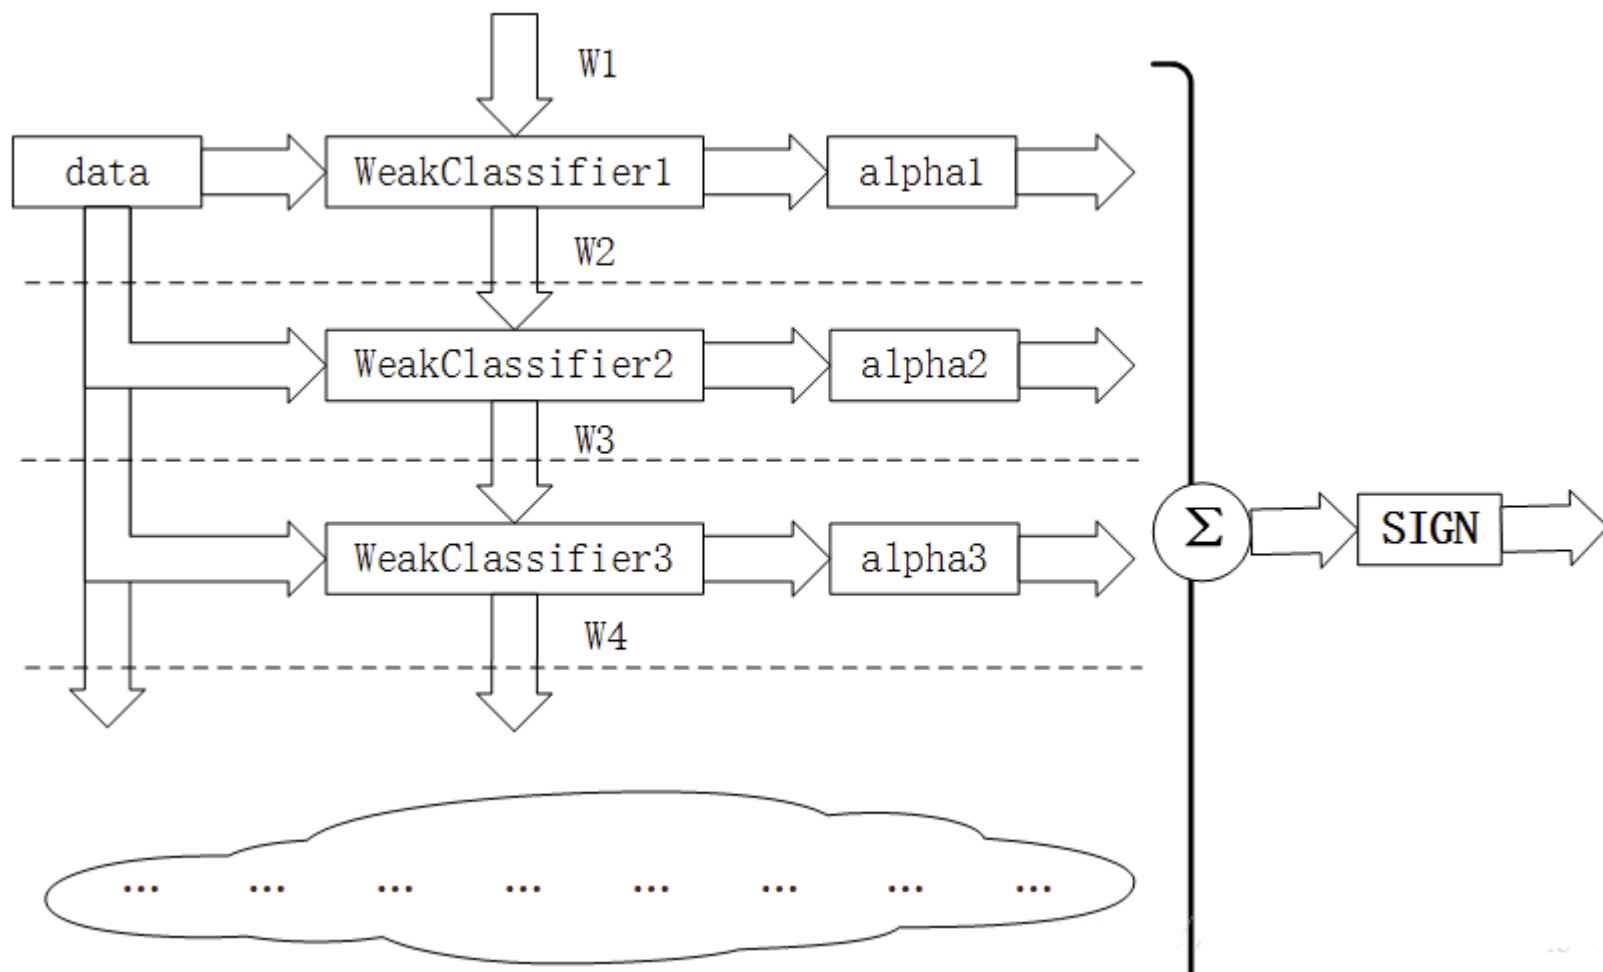 W1
data WeakClassifier1 alpha1
W2
WeakClassifier2 alpha2
W3
Σ SIGN
WeakClassifier3 alpha3
W4
... ... ... ... ... ... ... ...